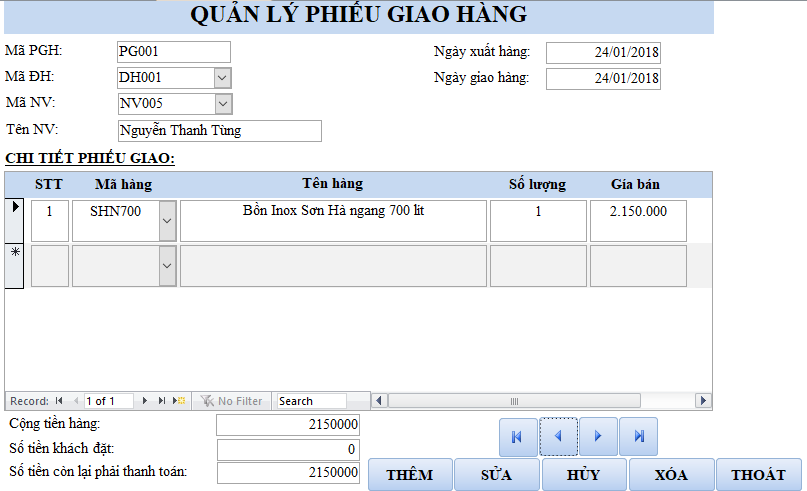 QUẢN LÝ PHIẾU GIAO HÀNG
Mã PGH: PG001 Ngày xuất hàng: 24/01/2018
Mã ĐH: DH001 Ngày giao hàng: 24/01/2018
Mã NV: NV005
Tên NV: Nguyễn Thanh Tùng
CHI TIẾT PHIẾU GIAO:
STT Mã hàng Tên hàng Số lượng Gía bán
1 SHN700 Bồn Inox Sơn Hà ngang 700 lít 1 2.150.000
Record: 1 of 1 No Filter Search
Cộng tiền hàng: 2150000
Số tiền khách đặt: 0
Số tiền còn lại phải thanh toán: 2150000
THÊM SỬA HỦY XÓA THOÁT